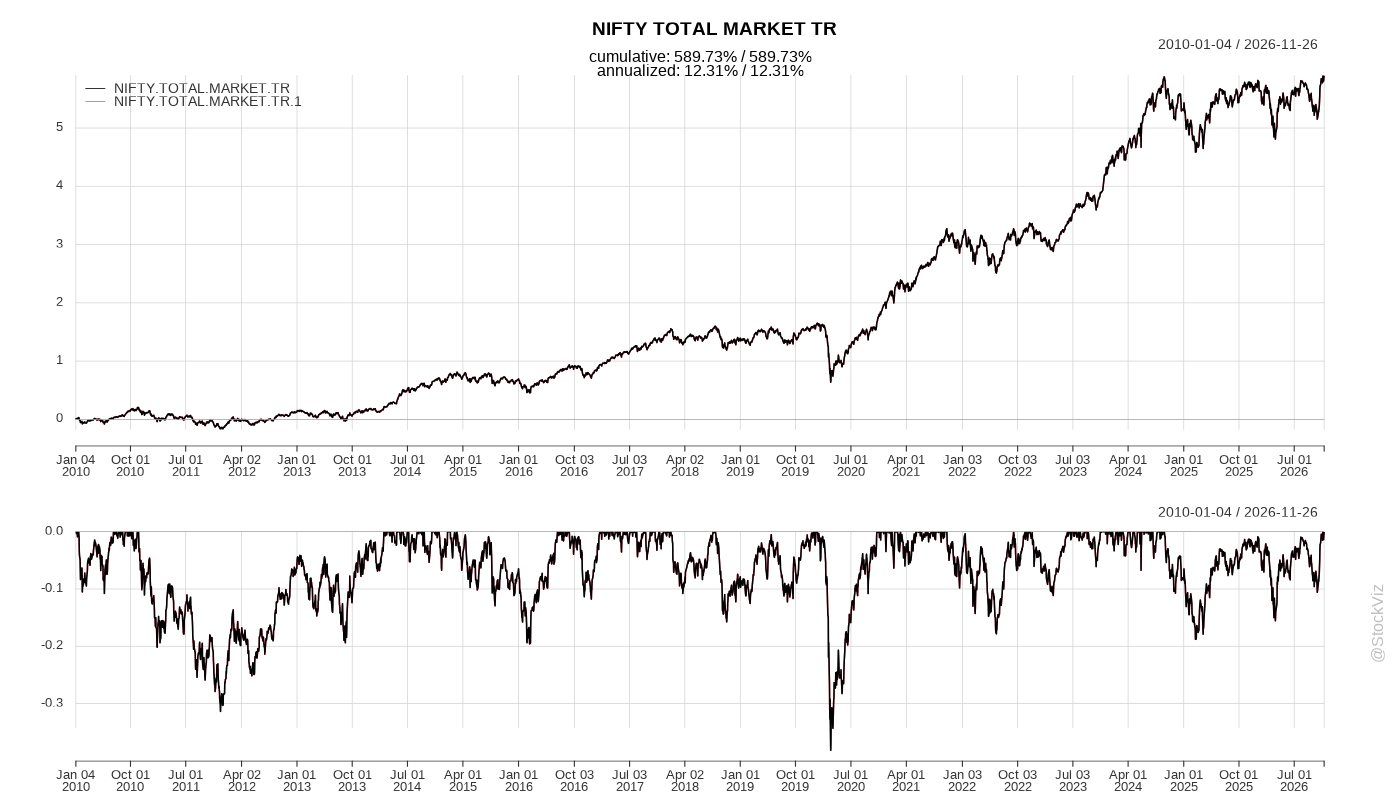 NIFTY TOTAL MARKET TR
2010-01-04 / 2026-11-26
cumulative: 589.73% / 589.73%
annualized: 12.31% / 12.31%
NIFTY.TOTAL.MARKET.TR
NIFTY.TOTAL.MARKET.TR.1
5
4
3
2
1
0
Jan 04 Oct 01 Jul 01 Apr 02 Jan 01 Oct 01 Jul 01 Apr 01 Jan 01 Oct 03 Jul 03 Apr 02 Jan 01 Oct 01 Jul 01 Apr 01 Jan 03 Oct 03 Jul 03 Apr 01 Jan 01 Oct 01 Jul 01
2010 2010 2011 2012 2013 2013 2014 2015 2016 2016 2017 2018 2019 2019 2020 2021 2022 2022 2023 2024 2025 2025 2026
2010-01-04 / 2026-11-26
0.0
-0.1
-0.2
-0.3
Jan 04 Oct 01 Jul 01 Apr 02 Jan 01 Oct 01 Jul 01 Apr 01 Jan 01 Oct 03 Jul 03 Apr 02 Jan 01 Oct 01 Jul 01 Apr 01 Jan 03 Oct 03 Jul 03 Apr 01 Jan 01 Oct 01 Jul 01
2010 2010 2011 2012 2013 2013 2014 2015 2016 2016 2017 2018 2019 2019 2020 2021 2022 2022 2023 2024 2025 2025 2026
@StockViz